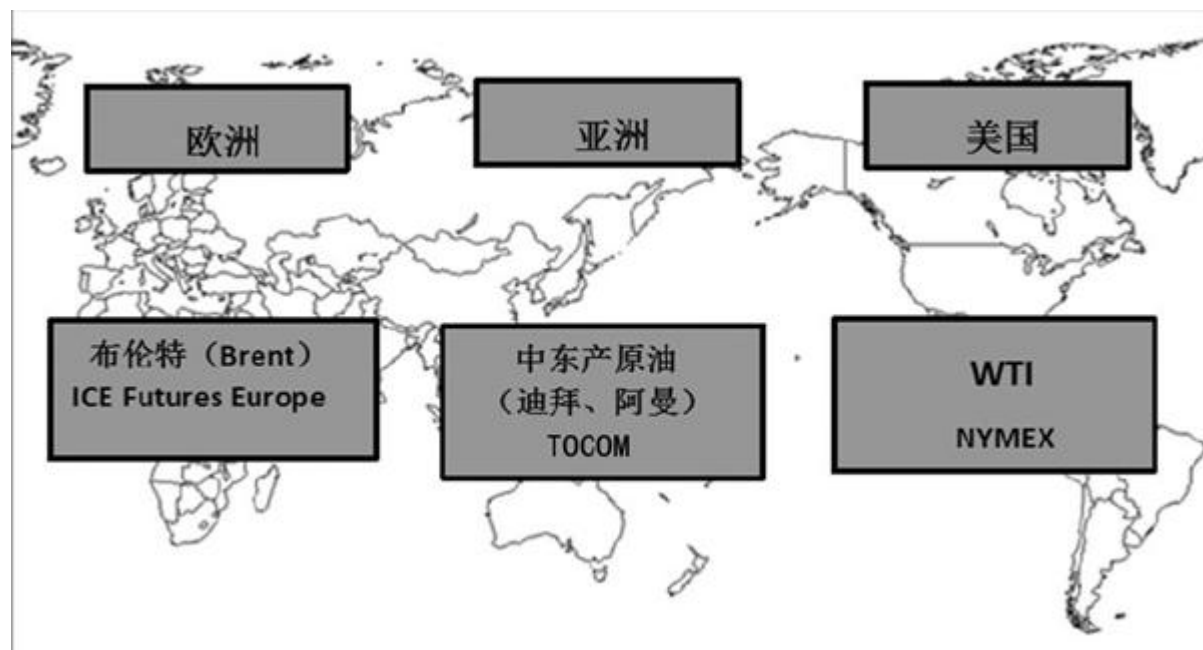 欧洲
亚洲
美国
布伦特（Brent）
ICE Futures Europe
中东产原油
（迪拜、阿曼）
TOCOM
WTI
NYMEX